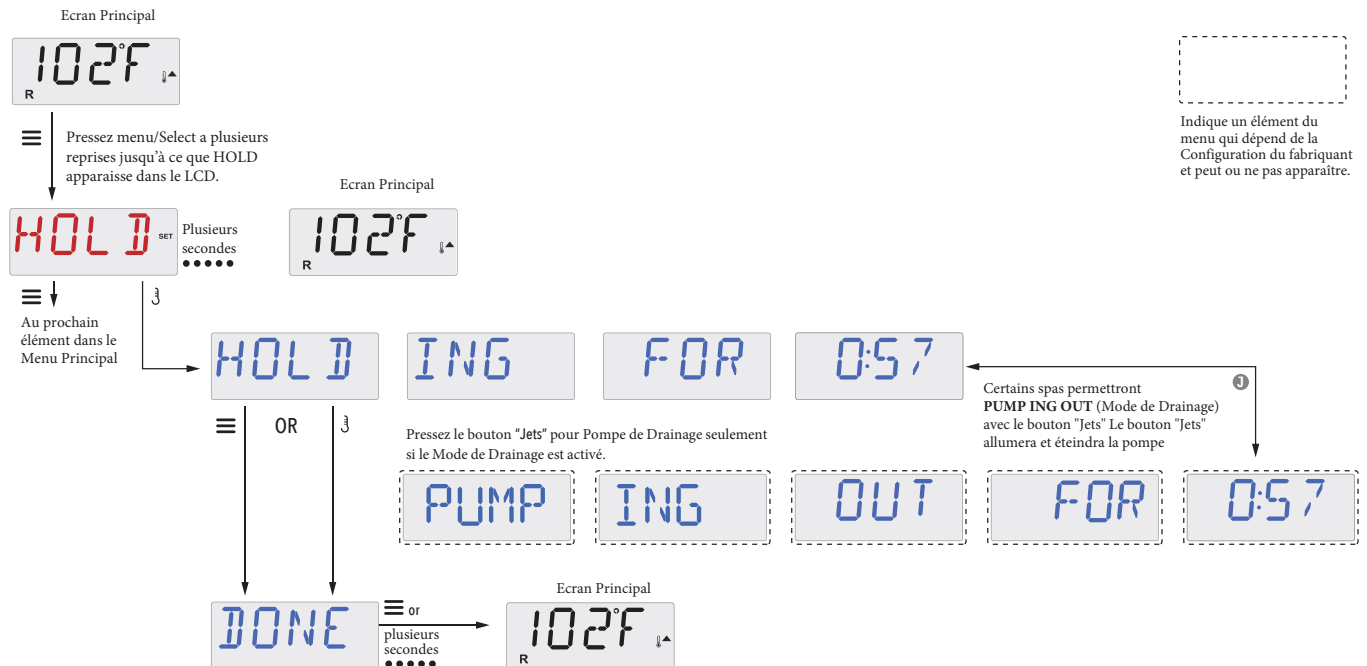 Ecran Principal
102°F
R
Pressez menu/Select a plusieurs
reprises jusqu'à ce que HOLD
apparaisse dans le LCD.
Indique un élément du
menu qui dépend de la
Configuration du fabriquant
et peut ou ne pas apparaître.
HOLD SET
Plusieurs
secondes
Ecran Principal
102°F
R
Au prochain
élément dans le
Menu Principal
HOLD
ING
FOR
0:57
OR
Certains spas permettront
PUMP ING OUT (Mode de Drainage)
avec le bouton "Jets" Le bouton "Jets"
allumera et éteindra la pompe
J
Pressez le bouton "Jets" pour Pompe de Drainage seulement
si le Mode de Drainage est activé.
PUMP
ING
OUT
FOR
0:57
DONE
or
plusieurs
secondes
Ecran Principal
102°F
R